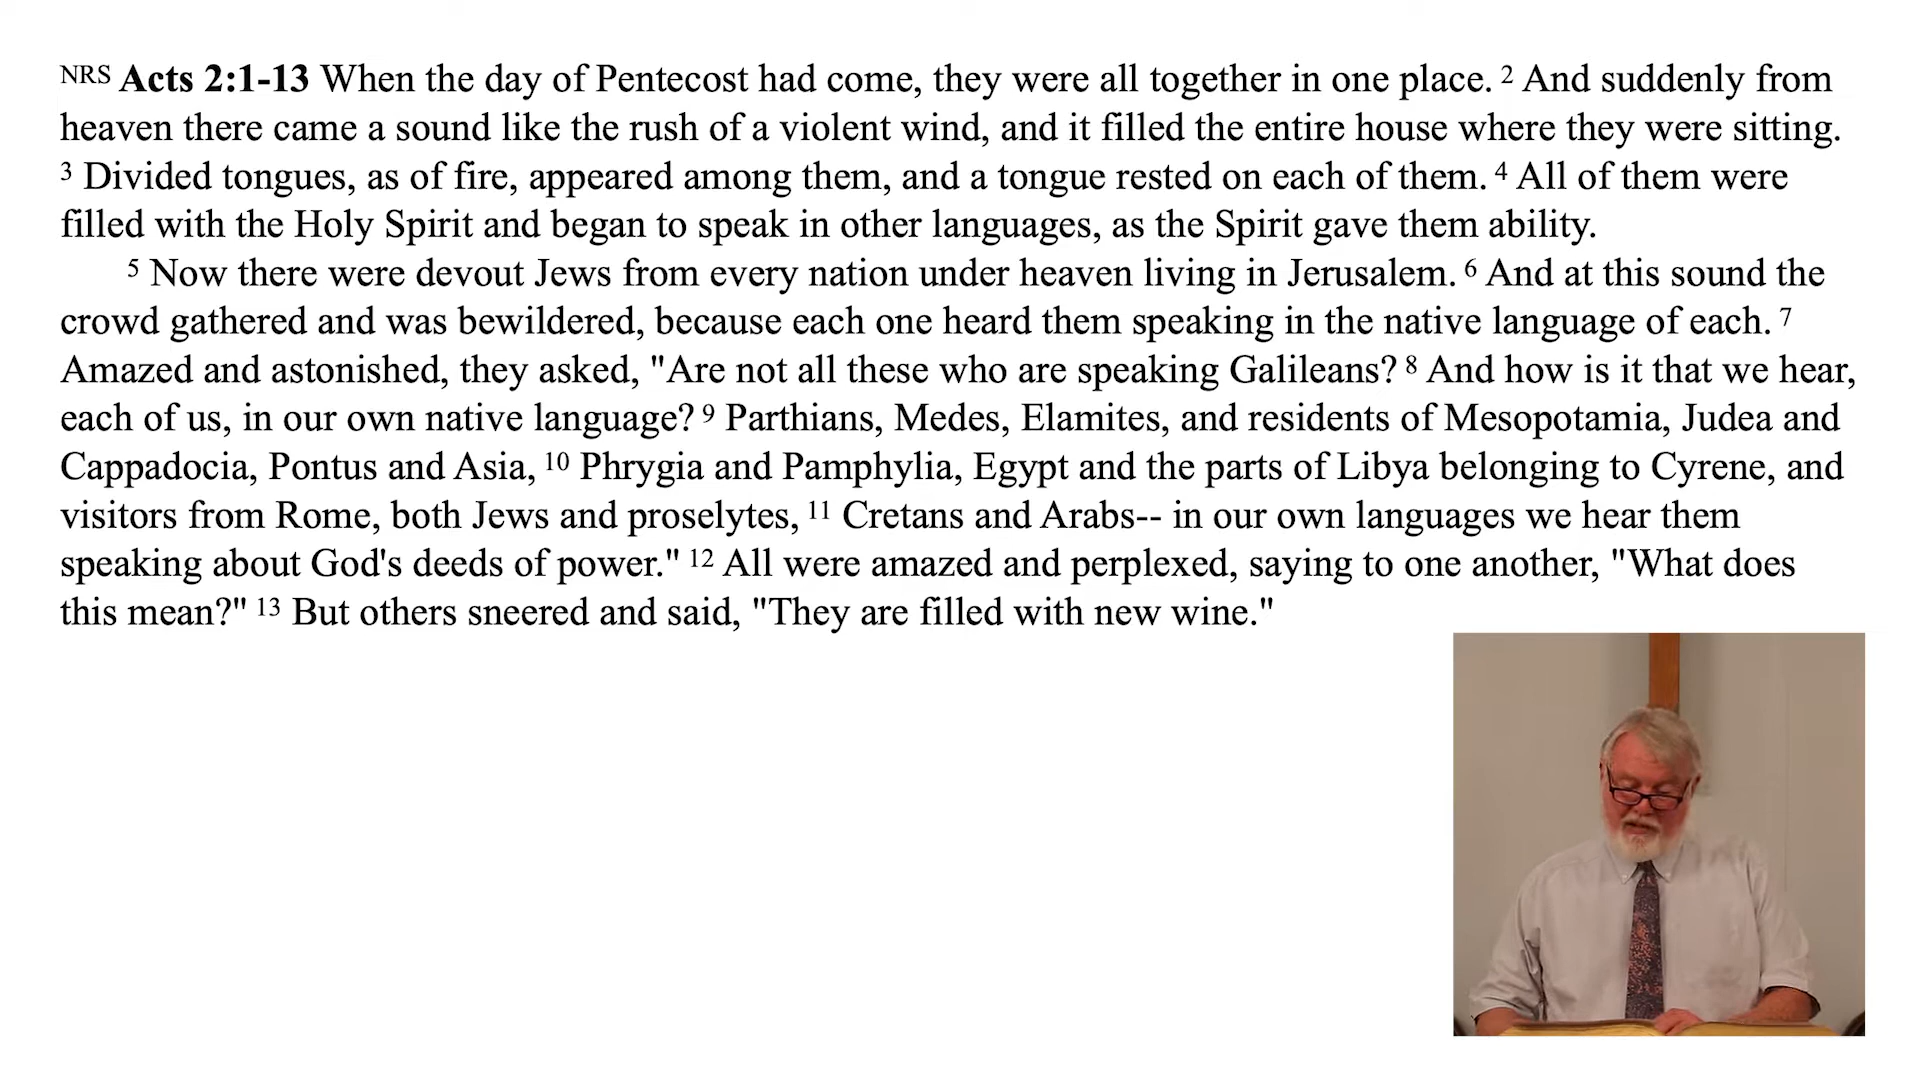 NRS Acts 2:1-13 When the day of Pentecost had come, they were all together in one place. 2 And suddenly from
heaven there came a sound like the rush of a violent wind, and it filled the entire house where they were sitting.
3 Divided tongues, as of fire, appeared among them, and a tongue rested on each of them. 4 All of them were
filled with the Holy Spirit and began to speak in other languages, as the Spirit gave them ability.
5 Now there were devout Jews from every nation under heaven living in Jerusalem. 6 And at this sound the
crowd gathered and was bewildered, because each one heard them speaking in the native language of each. 7
Amazed and astonished, they asked, "Are not all these who are speaking Galileans? 8 And how is it that we hear,
each of us, in our own native language? 9 Parthians, Medes, Elamites, and residents of Mesopotamia, Judea and
Cappadocia, Pontus and Asia, 10 Phrygia and Pamphylia, Egypt and the parts of Libya belonging to Cyrene, and
visitors from Rome, both Jews and proselytes, 11 Cretans and Arabs-- in our own languages we hear them
speaking about God's deeds of power." 12 All were amazed and perplexed, saying to one another, "What does
this mean?" 13 But others sneered and said, "They are filled with new wine."